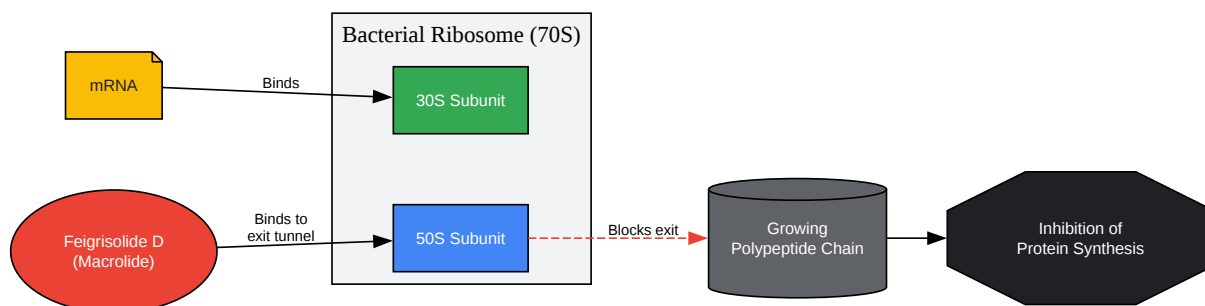 Bacterial Ribosome (70S)
mRNA
Binds
30S Subunit
Feigrisolide D
(Macrolide)
Binds to
exit tunnel
50S Subunit
Blocks exit
Growing
Polypeptide Chain
Inhibition of
Protein Synthesis